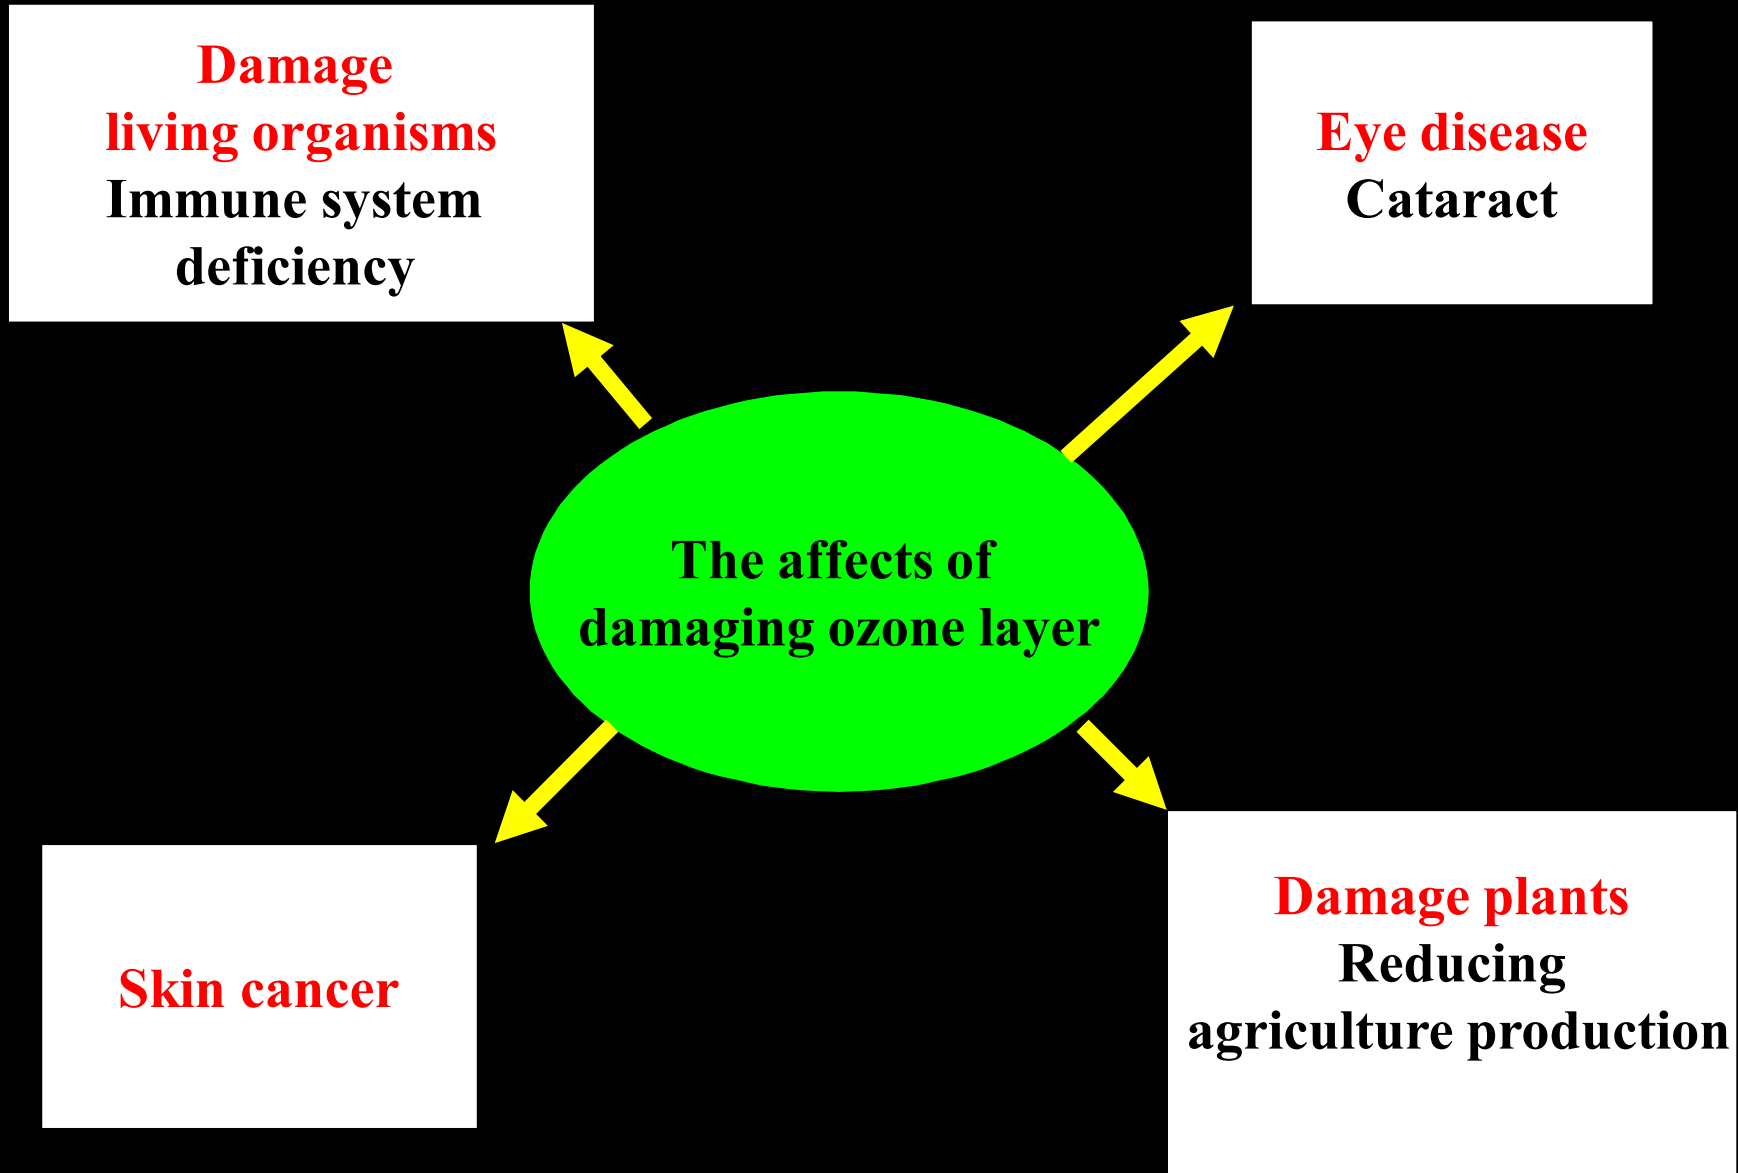 Damage
living organisms
Immune system
deficiency
Eye disease
Cataract
The affects of
damaging ozone layer
Skin cancer
Damage plants
Reducing
agriculture production